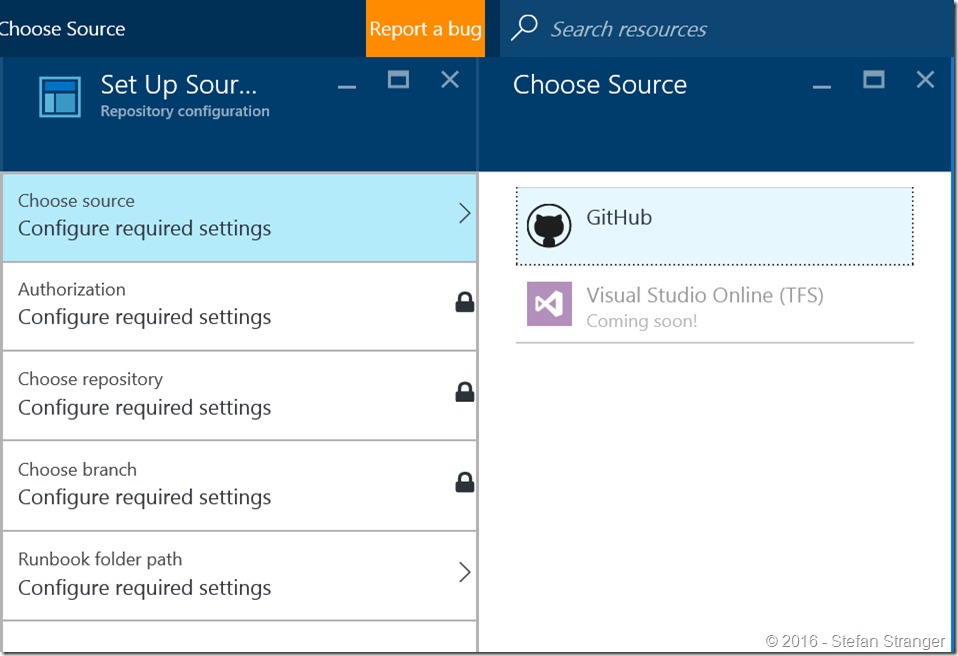 Choose Source
Report a bug
Search resources
Set Up Sour...
Repository configuration
Choose source
Configure required settings
Authorization
Configure required settings
Choose repository
Configure required settings
Choose branch
Configure required settings
Runbook folder path
Configure required settings
Choose Source
GitHub
Visual Studio Online (TFS)
Coming soon!
© 2016 - Stefan Stranger